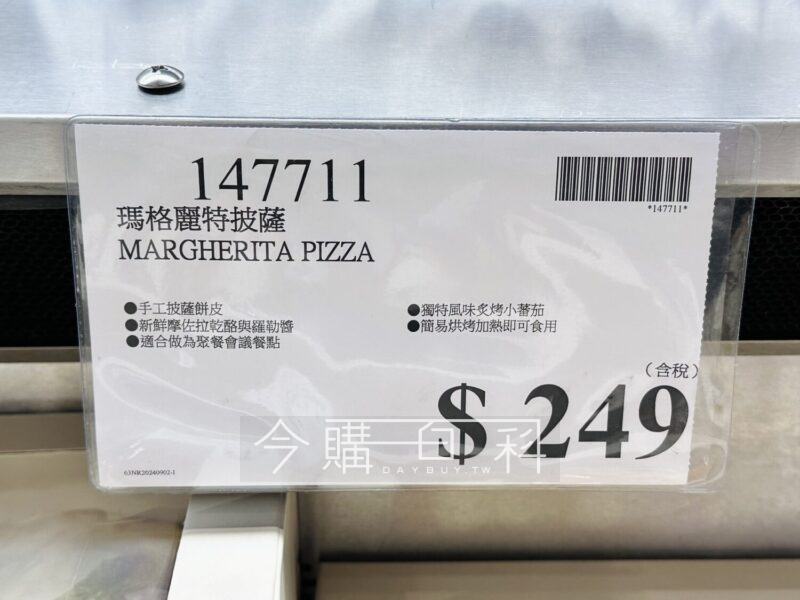 147711
*147711*
瑪格麗特披薩
MARGHERITA PIZZA
●手工披薩餅皮
●新鮮摩佐拉乾酪與羅勒醬
●適合做為聚餐會議餐點
●獨特風味炙烤小蕃茄
●簡易烘烤加熱即可食用
(含稅)
$ 249
今購百科
DAYBUY.TW
63NR20240902-1